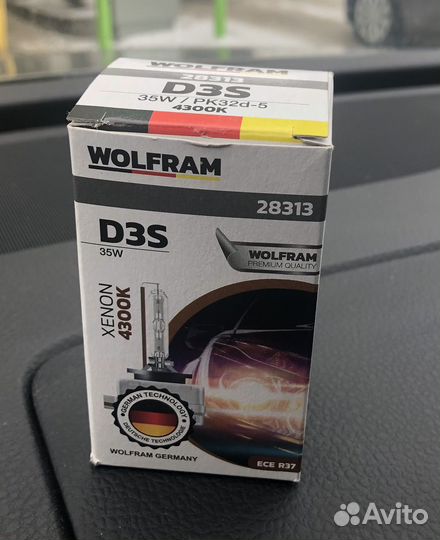 WOLFRAM
28313
D3S
35W / PK32d-5
4300K
WOLFRAM
28313
D3S
35W
WOLFRAM
PREMIUM QUALITY
XENON
4300K
GERMAN TECHNOLOGY
DEUTSCHE TECHNOLOGIE
WOLFRAM GERMANY
ECE R37
Avito